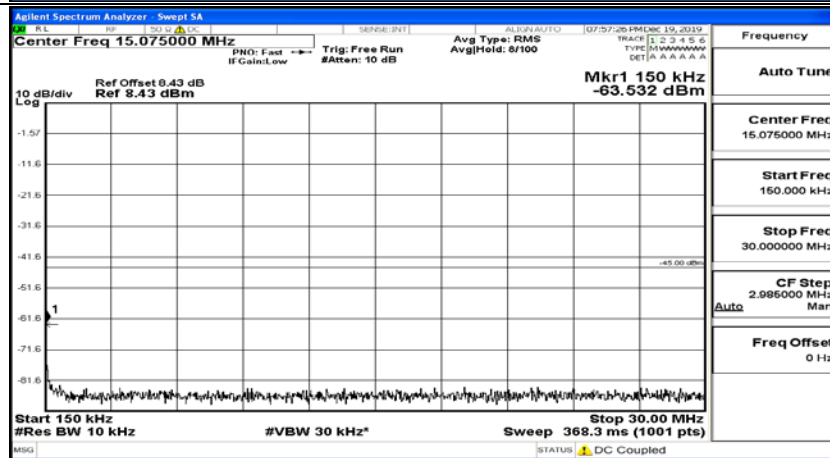 Agilent Spectrum Analyzer - Swept SA
RL RF 50 Ω DC SENSE:INT ALIGN AUTO 07:57:26 PM Dec 19, 2019
Center Freq 15.075000 MHz
PNO: Fast
IFGain:Low
Trig: Free Run
#Atten: 10 dB
Avg Type: RMS
Avg|Hold: 8/100
TRACE 1 2 3 4 5 6
TYPE MWWWWW
DET A A A A A A
Ref Offset 8.43 dB
10 dB/div Ref 8.43 dBm
Log
Mkr1 150 kHz
-63.532 dBm
-1.57
-11.6
-21.6
-31.6
-41.6
-45.00 dBm
-51.6
1
-61.6
-71.6
-81.6
Start 150 kHz Stop 30.00 MHz
#Res BW 10 kHz #VBW 30 kHz* Sweep 368.3 ms (1001 pts)
MSG STATUS DC Coupled
Frequency
Auto Tune
Center Freq
15.075000 MHz
Start Freq
150.000 kHz
Stop Freq
30.000000 MHz
CF Step
2.985000 MHz
Auto Man
Freq Offset
0 Hz